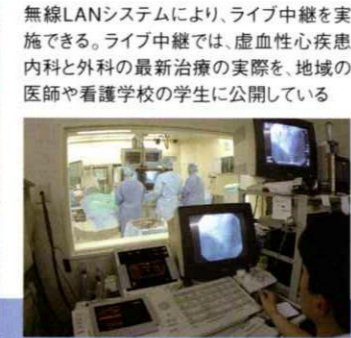 無線LANシステムにより、ライブ中継を実
施できる。ライブ中継では、虚血性心疾患
内科と外科の最新治療の実際を、地域の
医師や看護学校の学生に公開している